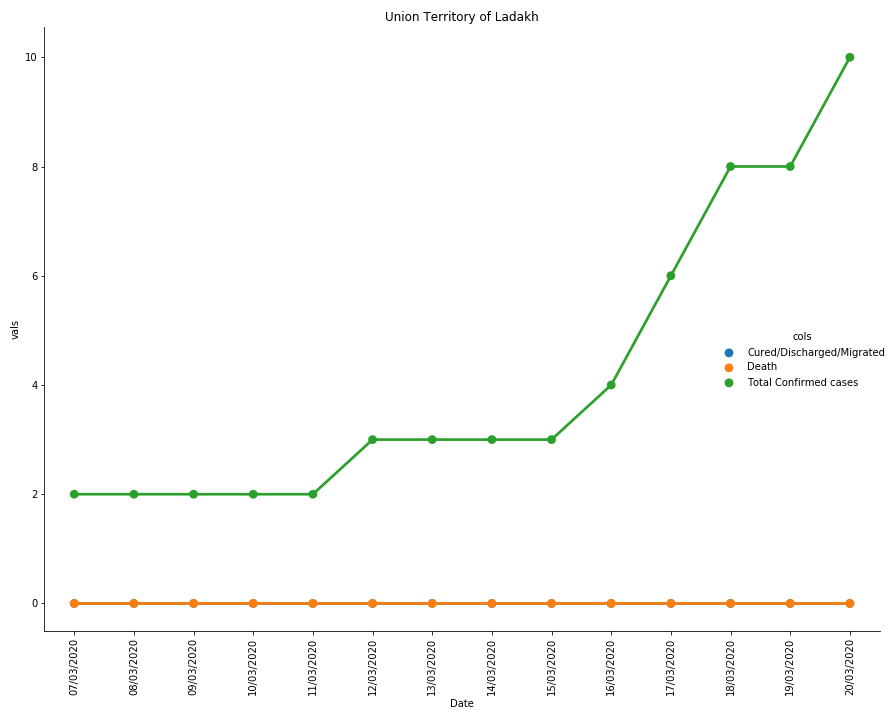 Union Territory of Ladakh
10
8
6
4
2
0
vals
cols
Cured/Discharged/Migrated
Death
Total Confirmed cases
07/03/2020
08/03/2020
09/03/2020
10/03/2020
11/03/2020
12/03/2020
13/03/2020
14/03/2020
15/03/2020
16/03/2020
17/03/2020
18/03/2020
19/03/2020
20/03/2020
Date